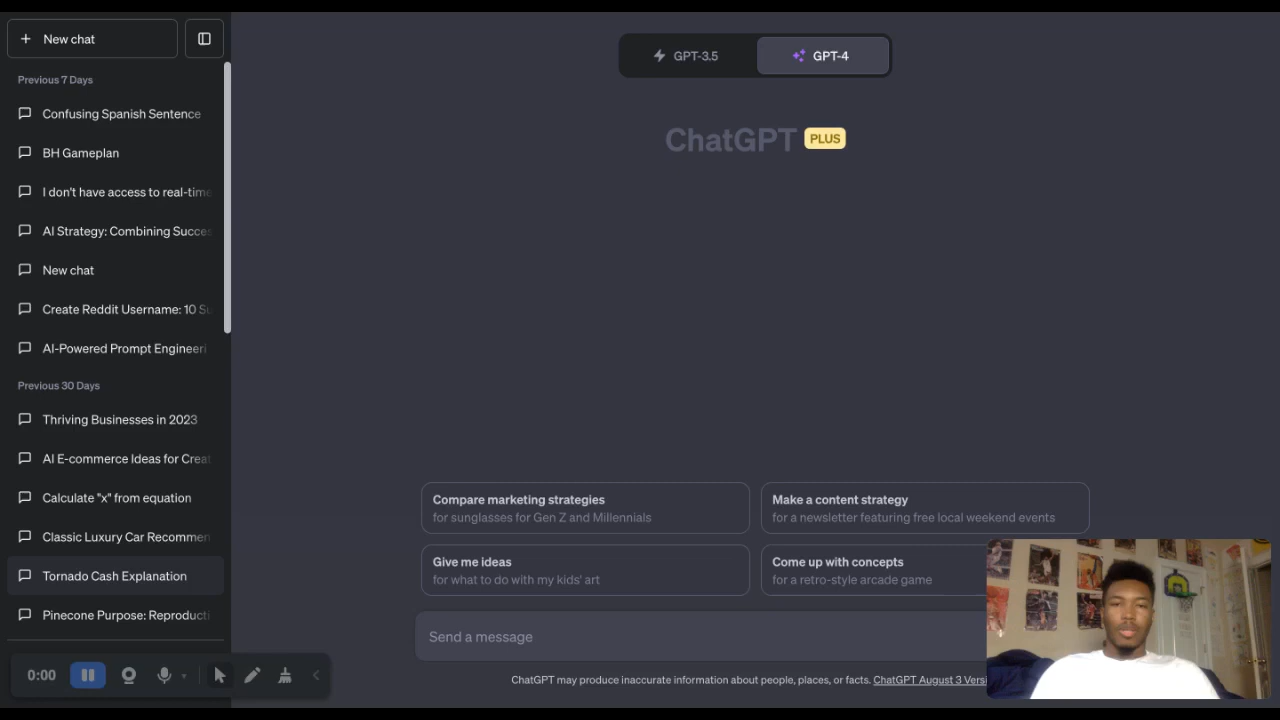 New chat
Previous 7 Days
Confusing Spanish Sentence
BH Gameplan
I don't have access to real-time
AI Strategy: Combining Succes
New chat
Create Reddit Username: 10 Su
AI-Powered Prompt Engineeri
Previous 30 Days
Thriving Businesses in 2023
AI E-commerce Ideas for Creat
Calculate "x" from equation
Classic Luxury Car Recommen
Tornado Cash Explanation
Pinecone Purpose: Reproducti
0:00
GPT-3.5
GPT-4
ChatGPT PLUS
Compare marketing strategies
for sunglasses for Gen Z and Millennials
Make a content strategy
for a newsletter featuring free local weekend events
Give me ideas
for what to do with my kids' art
Come up with concepts
for a retro-style arcade game
Send a message
ChatGPT may produce inaccurate information about people, places, or facts. ChatGPT August 3 Versi